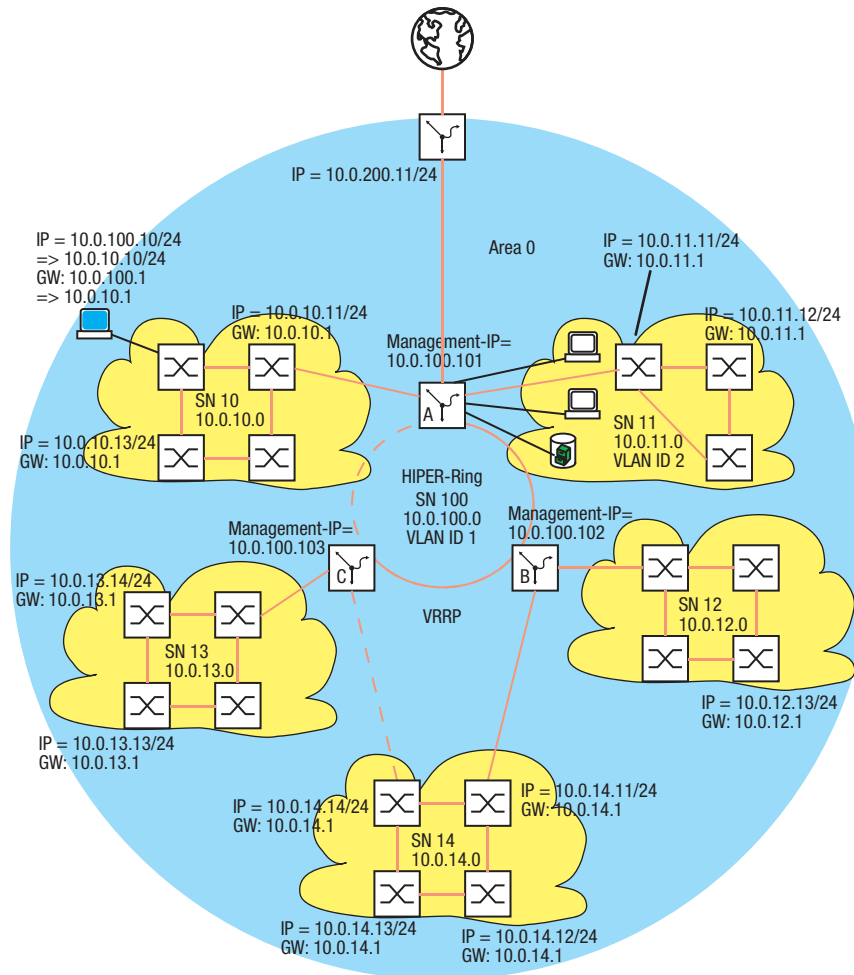 IP = 10.0.200.11/24
IP = 10.0.100.10/24
=> 10.0.10.10/24
GW: 10.0.100.1
=> 10.0.10.1
Area 0
IP = 10.0.11.11/24
GW: 10.0.11.1
IP = 10.0.10.11/24
GW: 10.0.10.1
IP = 10.0.11.12/24
GW: 10.0.11.1
Management-IP=
10.0.100.101
A
SN 10
10.0.10.0
SN 11
10.0.11.0
VLAN ID 2
IP = 10.0.10.13/24
GW: 10.0.10.1
HIPER-Ring
SN 100
10.0.100.0
VLAN ID 1
Management-IP=
10.0.100.103
Management-IP=
10.0.100.102
C
B
VRRP
IP = 10.0.13.14/24
GW: 10.0.13.1
SN 13
10.0.13.0
SN 12
10.0.12.0
IP = 10.0.12.13/24
GW: 10.0.12.1
IP = 10.0.13.13/24
GW: 10.0.13.1
IP = 10.0.14.14/24
GW: 10.0.14.1
IP = 10.0.14.11/24
GW: 10.0.14.1
SN 14
10.0.14.0
IP = 10.0.14.13/24
GW: 10.0.14.1
IP = 10.0.14.12/24
GW: 10.0.14.1